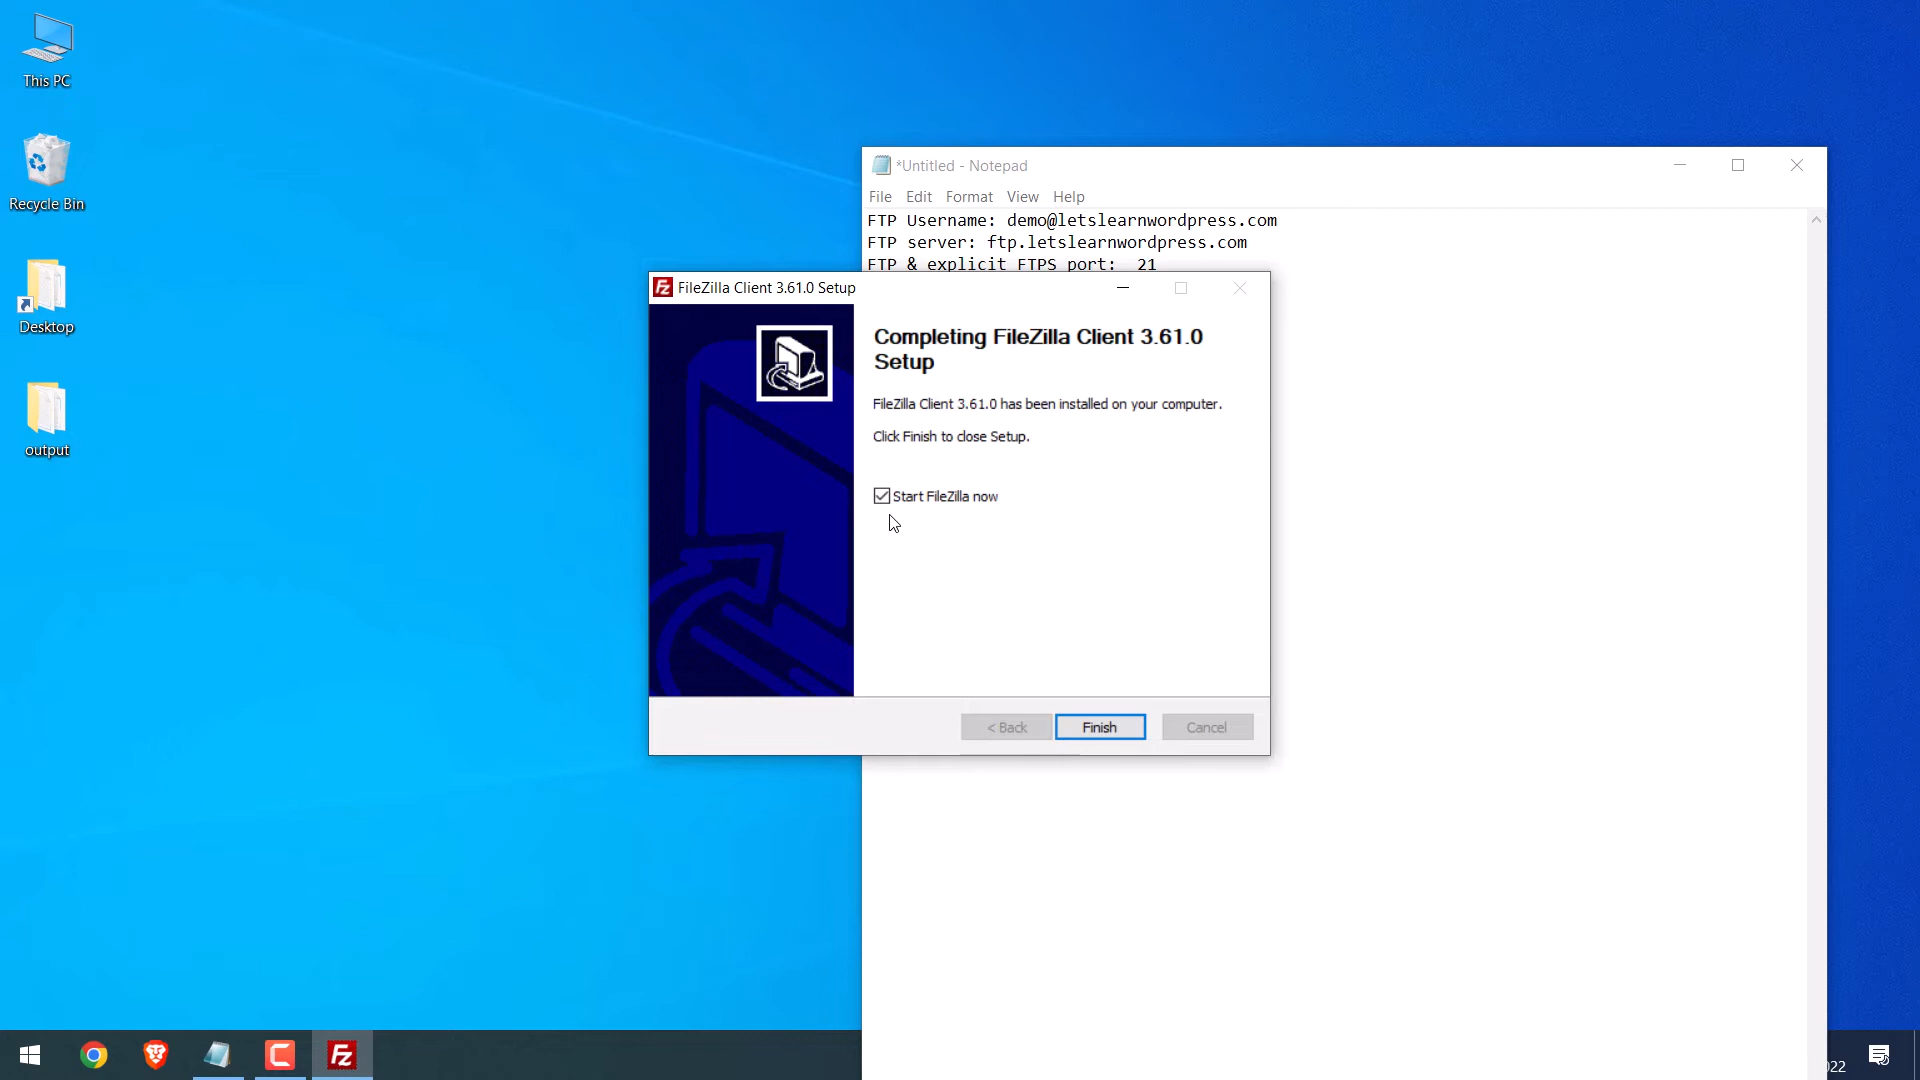 This PC
Recycle Bin
Desktop
output
*Untitled - Notepad
File Edit Format View Help
FTP Username: demo@letslearnwordpress.com
FTP server: ftp.letslearnwordpress.com
FTP & explicit FTPS port:  21
FileZilla Client 3.61.0 Setup
Completing FileZilla Client 3.61.0
Setup
FileZilla Client 3.61.0 has been installed on your computer.
Click Finish to close Setup.
Start FileZilla now
< Back Finish Cancel
022